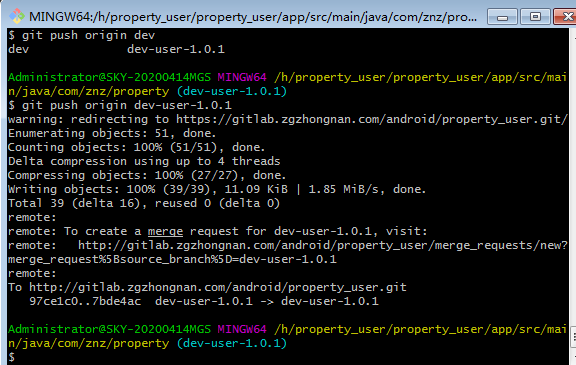 MINGW64:/h/property_user/property_user/app/src/main/java/com/znz/pro...
$ git push origin dev
dev             dev-user-1.0.1
Administrator@SKY-20200414MGS MINGW64 /h/property_user/property_user/app/src/mai
n/java/com/znz/property (dev-user-1.0.1)
$ git push origin dev-user-1.0.1
warning: redirecting to https://gitlab.zgzhongnan.com/android/property_user.git/
Enumerating objects: 51, done.
Counting objects: 100% (51/51), done.
Delta compression using up to 4 threads
Compressing objects: 100% (27/27), done.
Writing objects: 100% (39/39), 11.09 KiB | 1.85 MiB/s, done.
Total 39 (delta 16), reused 0 (delta 0)
remote:
remote: To create a merge request for dev-user-1.0.1, visit:
remote:   http://gitlab.zgzhongnan.com/android/property_user/merge_requests/new?
merge_request%5Bsource_branch%5D=dev-user-1.0.1
remote:
To http://gitlab.zgzhongnan.com/android/property_user.git
   97ce1c0..7bde4ac  dev-user-1.0.1 -> dev-user-1.0.1
Administrator@SKY-20200414MGS MINGW64 /h/property_user/property_user/app/src/mai
n/java/com/znz/property (dev-user-1.0.1)
$